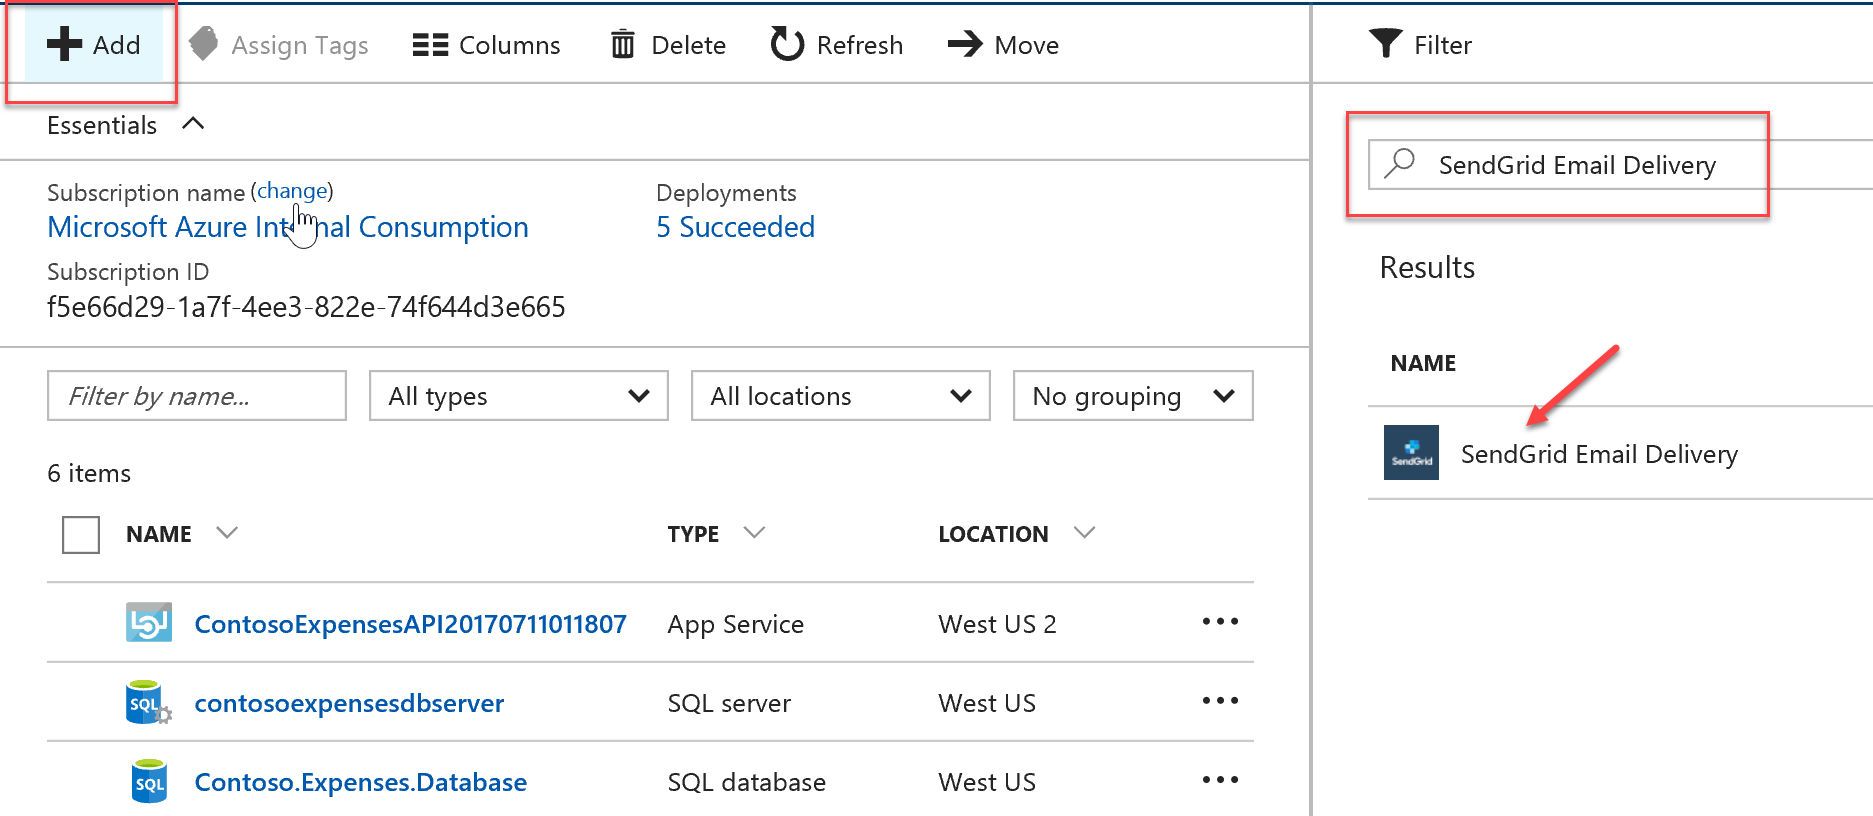 Add Assign Tags Columns Delete Refresh Move
Essentials
Subscription name (change)
Microsoft Azure Consumption
Subscription ID
f5e66d29-1a7f-4ee3-822e-74f644d3e665
Deployments
5 Succeeded
Filter by name... All types All locations No grouping
6 items
NAME TYPE LOCATION
ContosoExpensesAPI20170711011807 App Service West US 2 •••
SQL contosoexpensesdbserver SQL server West US •••
SQL Contoso.Expenses.Database SQL database West US •••
Filter
SendGrid Email Delivery
Results
NAME
SendGrid SendGrid Email Delivery